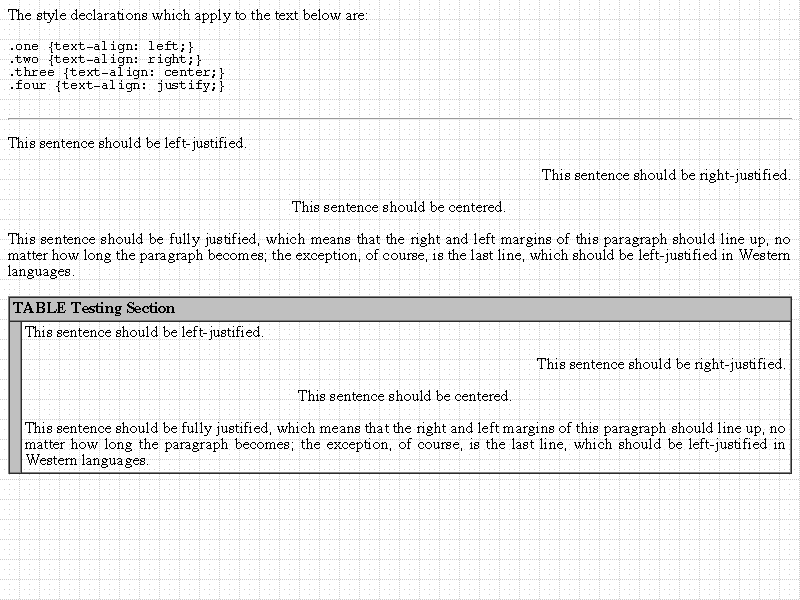 The style declarations which apply to the text below are:
.one {text-align: left;}
.two {text-align: right;}
.three {text-align: center;}
.four {text-align: justify;}
This sentence should be left-justified.
This sentence should be right-justified.
This sentence should be centered.
This sentence should be fully justified, which means that the right and left margins of this paragraph should line up, no
matter how long the paragraph becomes; the exception, of course, is the last line, which should be left-justified in Western
languages.
TABLE Testing Section
This sentence should be left-justified.
This sentence should be right-justified.
This sentence should be centered.
This sentence should be fully justified, which means that the right and left margins of this paragraph should line up, no
matter how long the paragraph becomes; the exception, of course, is the last line, which should be left-justified in
Western languages.